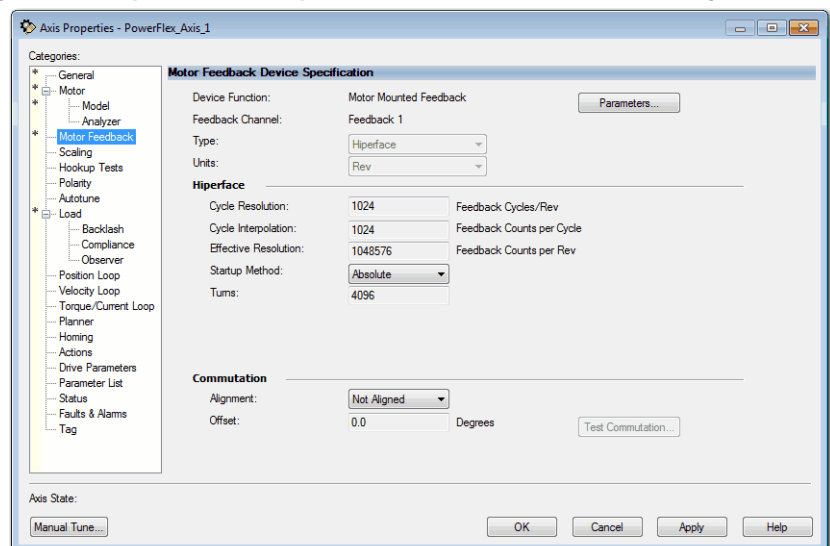 Axis Properties - PowerFlex_Axis_1
Categories:
* General
* Motor
* Model
Analyzer
* Motor Feedback
Scaling
Hookup Tests
Polarity
Autotune
* Load
Backlash
Compliance
Observer
Position Loop
Velocity Loop
Torque/Current Loop
Planner
Homing
Actions
Drive Parameters
Parameter List
Status
Faults & Alarms
Tag
Motor Feedback Device Specification
Device Function: Motor Mounted Feedback Parameters...
Feedback Channel: Feedback 1
Type: Hiperface
Units: Rev
Hiperface
Cycle Resolution: 1024 Feedback Cycles/Rev
Cycle Interpolation: 1024 Feedback Counts per Cycle
Effective Resolution: 1048576 Feedback Counts per Rev
Startup Method: Absolute
Turns: 4096
Commutation
Alignment: Not Aligned
Offset: 0.0 Degrees Test Commutation...
Axis State:
Manual Tune... OK Cancel Apply Help